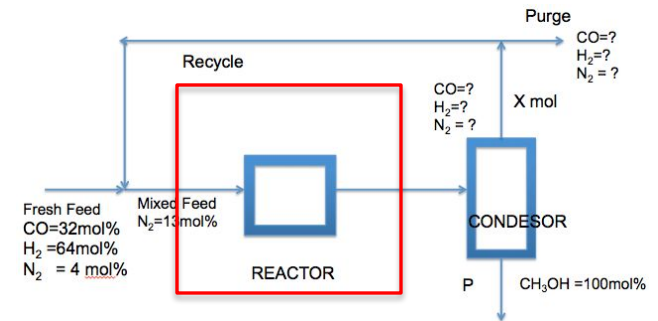 Purge
CO=?
H₂=?
N₂ = ?
Recycle
CO=?
H₂=?
N₂ = ?
X mol
Fresh Feed
CO=32mol%
H₂ =64mol%
N₂ = 4 mol%
Mixed Feed
N₂=13mol%
REACTOR
CONDESOR
P
CH₃OH =100mol%